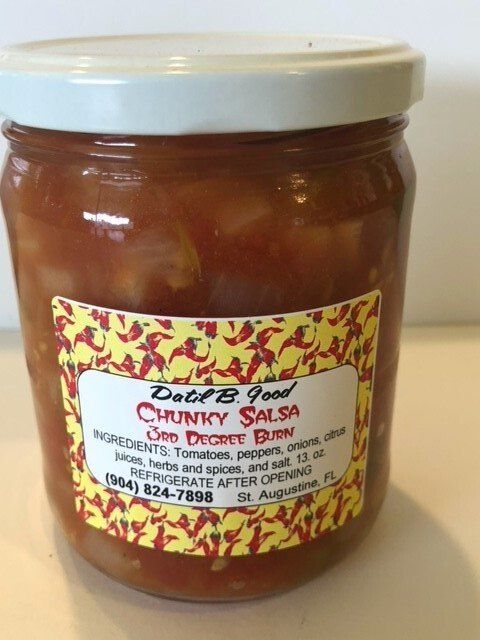 Datil B. Good
CHUNKY SALSA
3RD DEGREE BURN
INGREDIENTS: Tomatoes, peppers, onions, citrus
juices, herbs and spices, and salt. 13. oz.
REFRIGERATE AFTER OPENING
(904) 824-7898 St. Augustine, FL